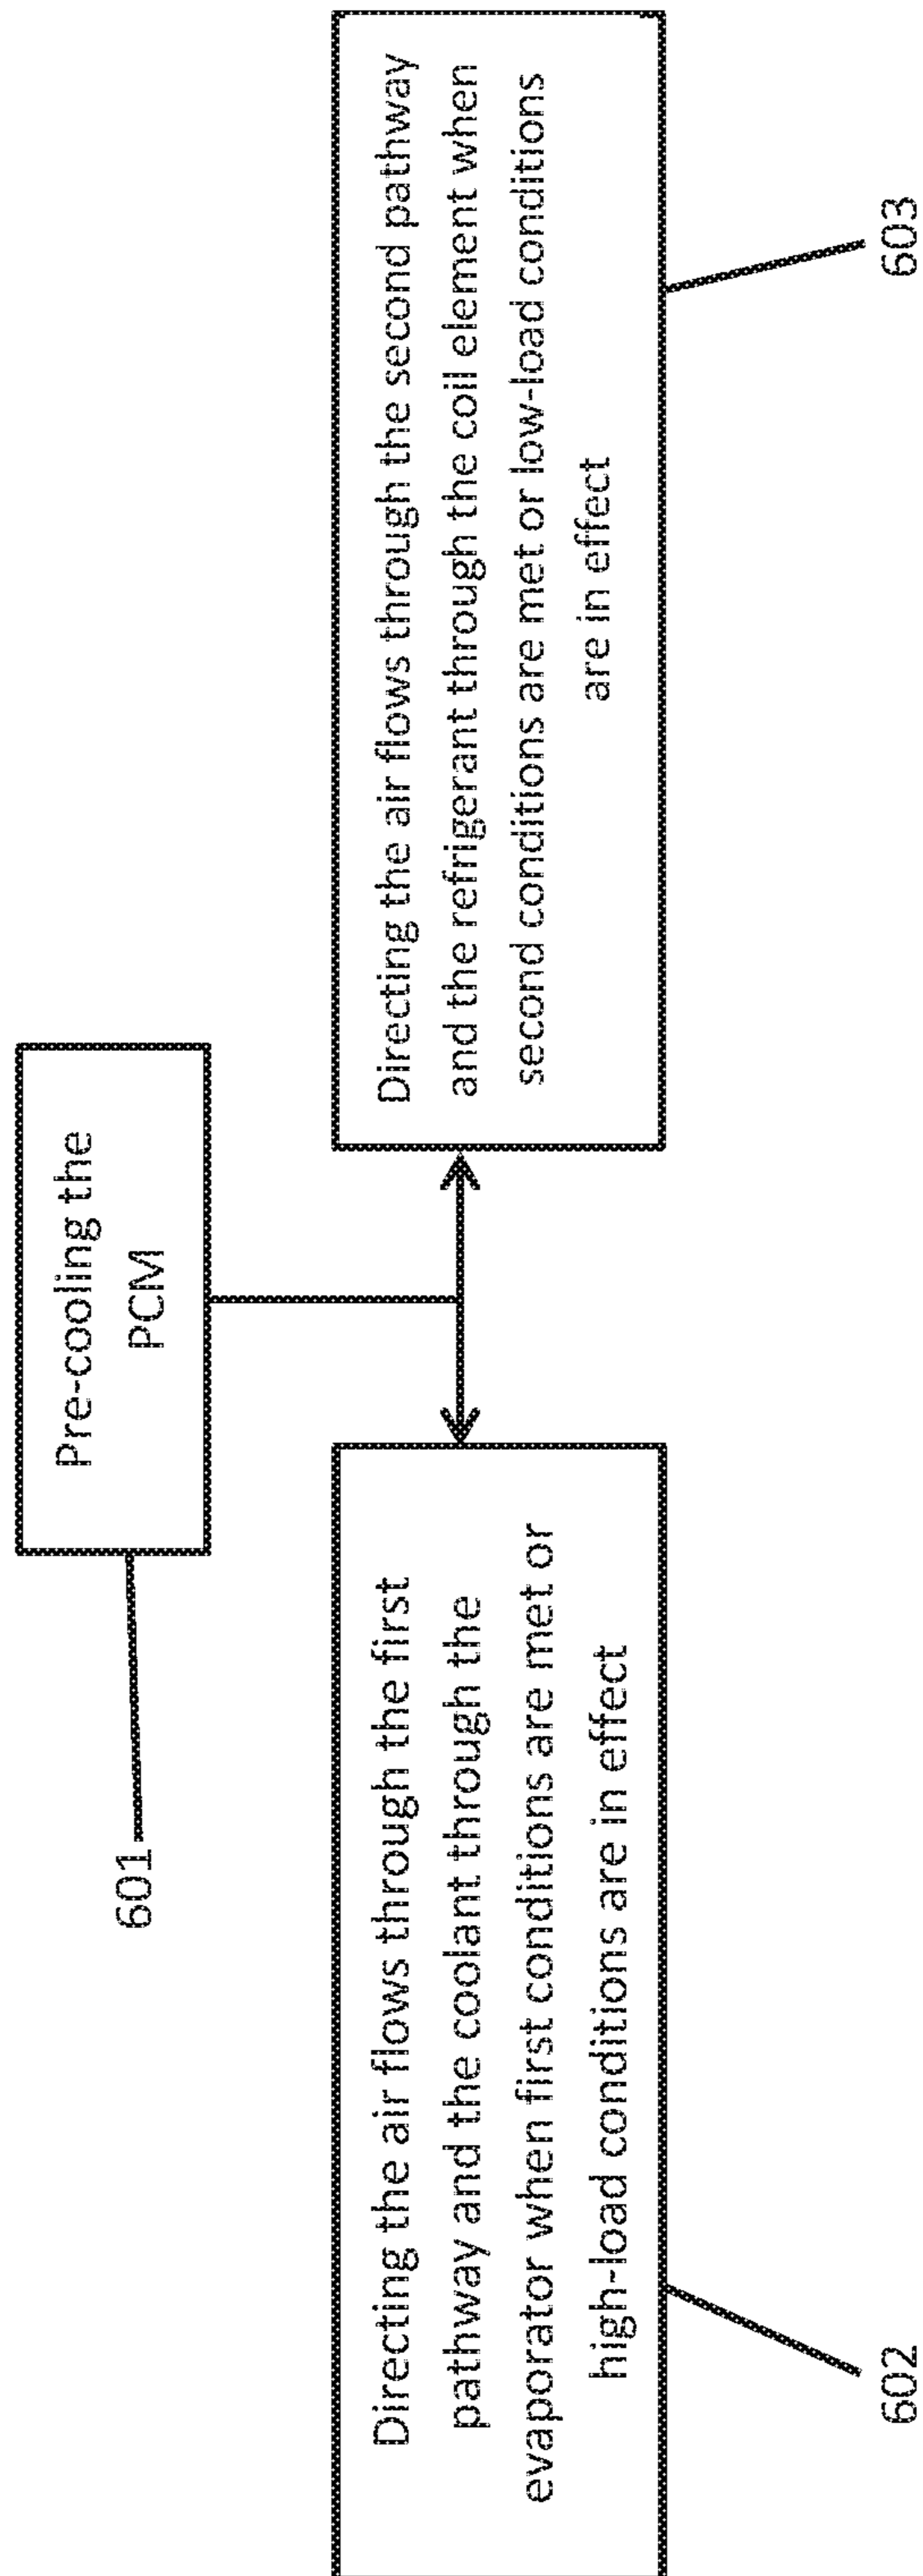 601
Pre-cooling the
PCM
Directing the air flows through the first
pathway and the coolant through the
evaporator when first conditions are met or
high-load conditions are in effect
602
Directing the air flows through the second pathway
and the refrigerant through the coil element when
second conditions are met or low-load conditions
are in effect
603